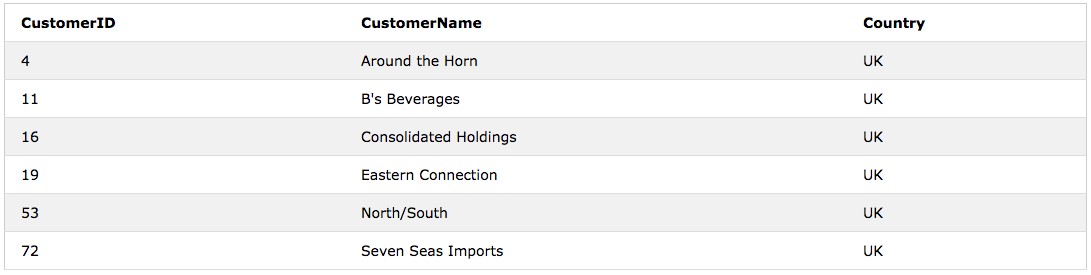 CustomerID CustomerName Country
4 Around the Horn UK
11 B's Beverages UK
16 Consolidated Holdings UK
19 Eastern Connection UK
53 North/South UK
72 Seven Seas Imports UK